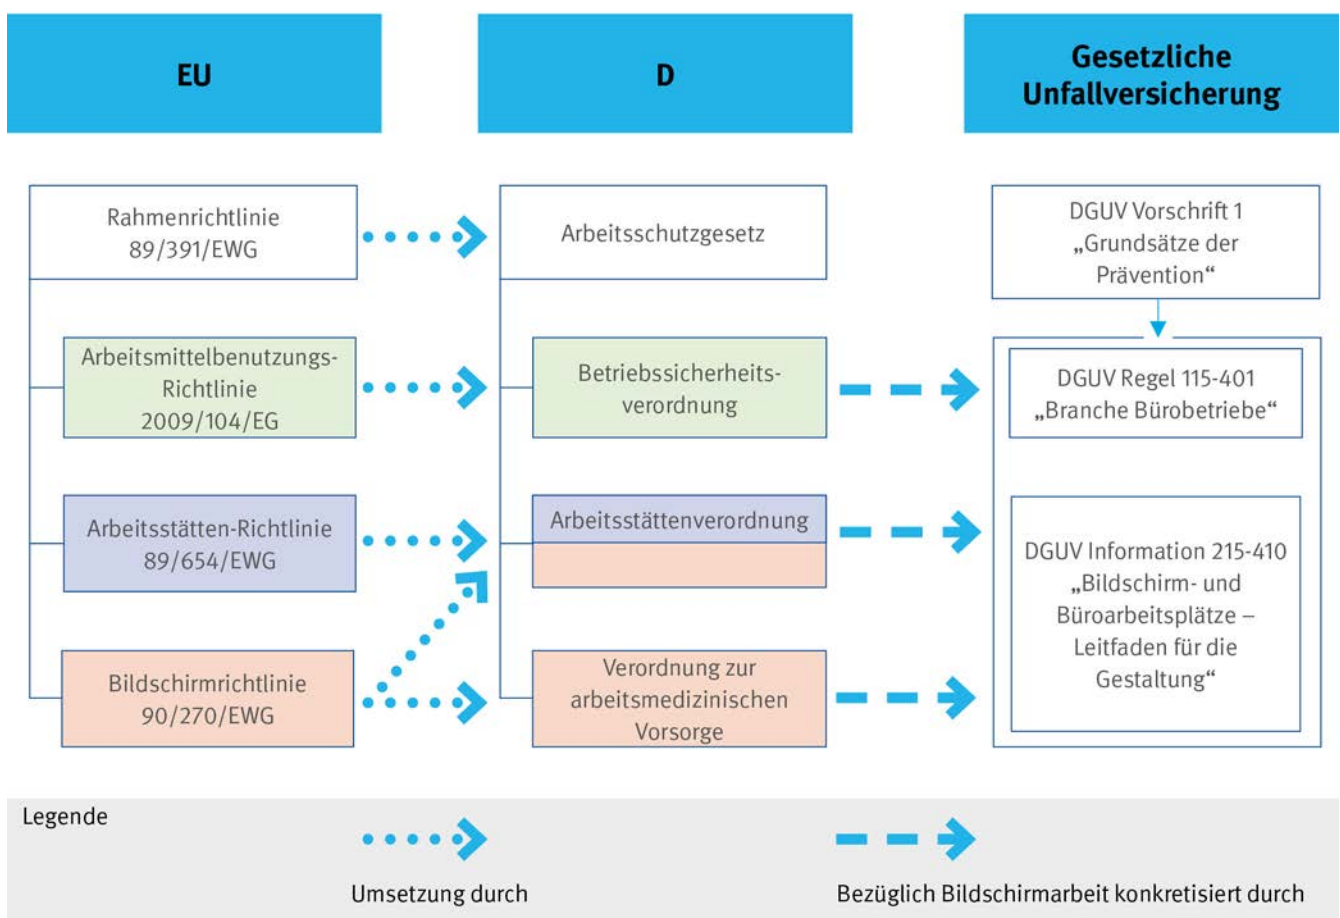 EU
D
Gesetzliche
Unfallversicherung
Rahmenrichtlinie
89/391/EWG
Arbeitsschutzgesetz
DGUV Vorschrift 1
„Grundsätze der
Prävention“
Arbeitsmittelbenutzungs-
Richtlinie
2009/104/EG
Betriebssicherheits-
verordnung
DGUV Regel 115-401
„Branche Bürobetriebe“
Arbeitsstätten-Richtlinie
89/654/EWG
Arbeitsstättenverordnung
DGUV Information 215-410
„Bildschirm- und
Büroarbeitsplätze –
Leitfaden für die
Gestaltung“
Bildschirmrichtlinie
90/270/EWG
Verordnung zur
arbeitsmedizinischen
Vorsorge
Legende
Umsetzung durch
Bezüglich Bildschirmarbeit konkretisiert durch